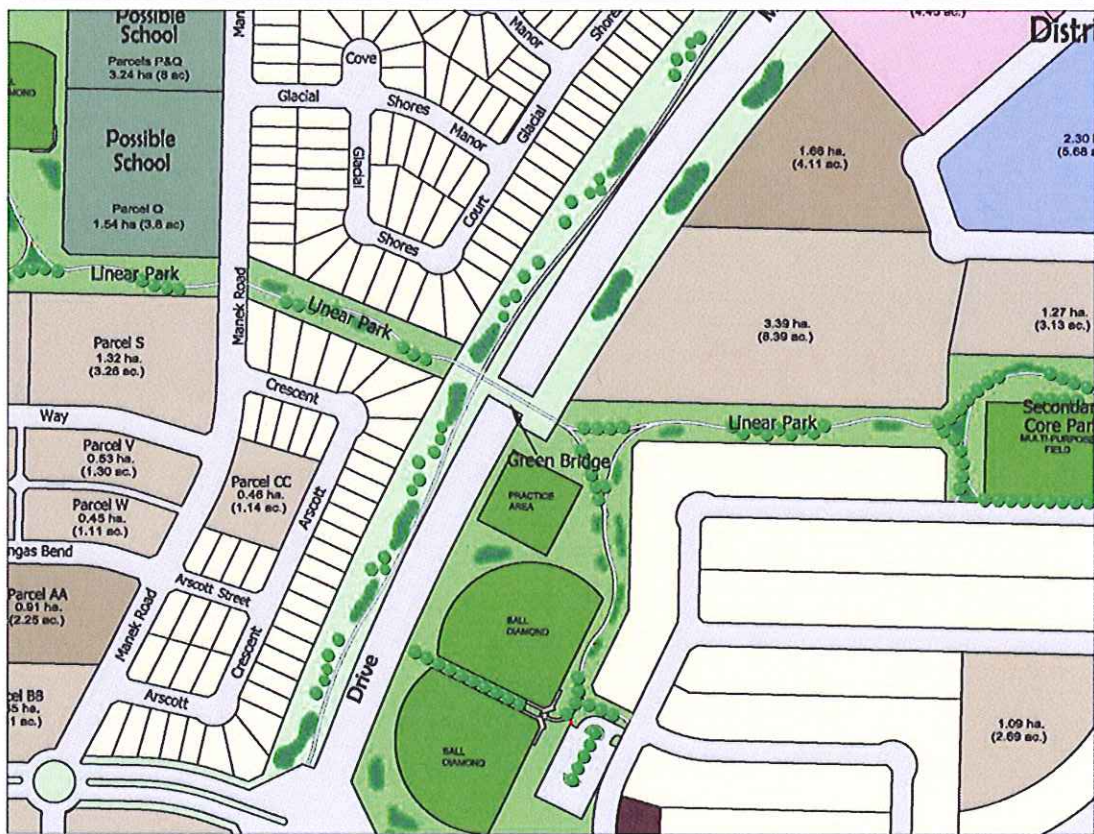 Possible
School
Parcels P&Q
3.24 ha (8 ac)
Possible
School
Parcel Q
1.54 ha (3.8 ac)
Linear Park
Cove
Glacial
Shores
Manor
Glacial
Shores
Court
Glacial
Manor
Shores
Manek Road
Linear Park
Parcel S
1.32 ha.
(3.26 ac.)
Way
Parcel V
0.53 ha.
(1.30 ac.)
Parcel W
0.45 ha.
(1.11 ac.)
ngas Bend
Parcel AA
0.91 ha.
(2.25 ac.)
Manek Road
Crescent
Parcel CC
0.46 ha.
(1.14 ac.)
Arscott
Arscott Street
Crescent
Arscott
Drive
Green Bridge
PRACTICE
AREA
BALL
DIAMOND
BALL
DIAMOND
Distri
1.66 ha.
(4.11 ac.)
2.30
(5.68
3.39 ha.
(8.39 ac.)
1.27 ha.
(3.13 ac.)
Linear Park
Secondar
Core Park
MULTI-PURPOSE
FIELD
1.09 ha.
(2.69 ac.)